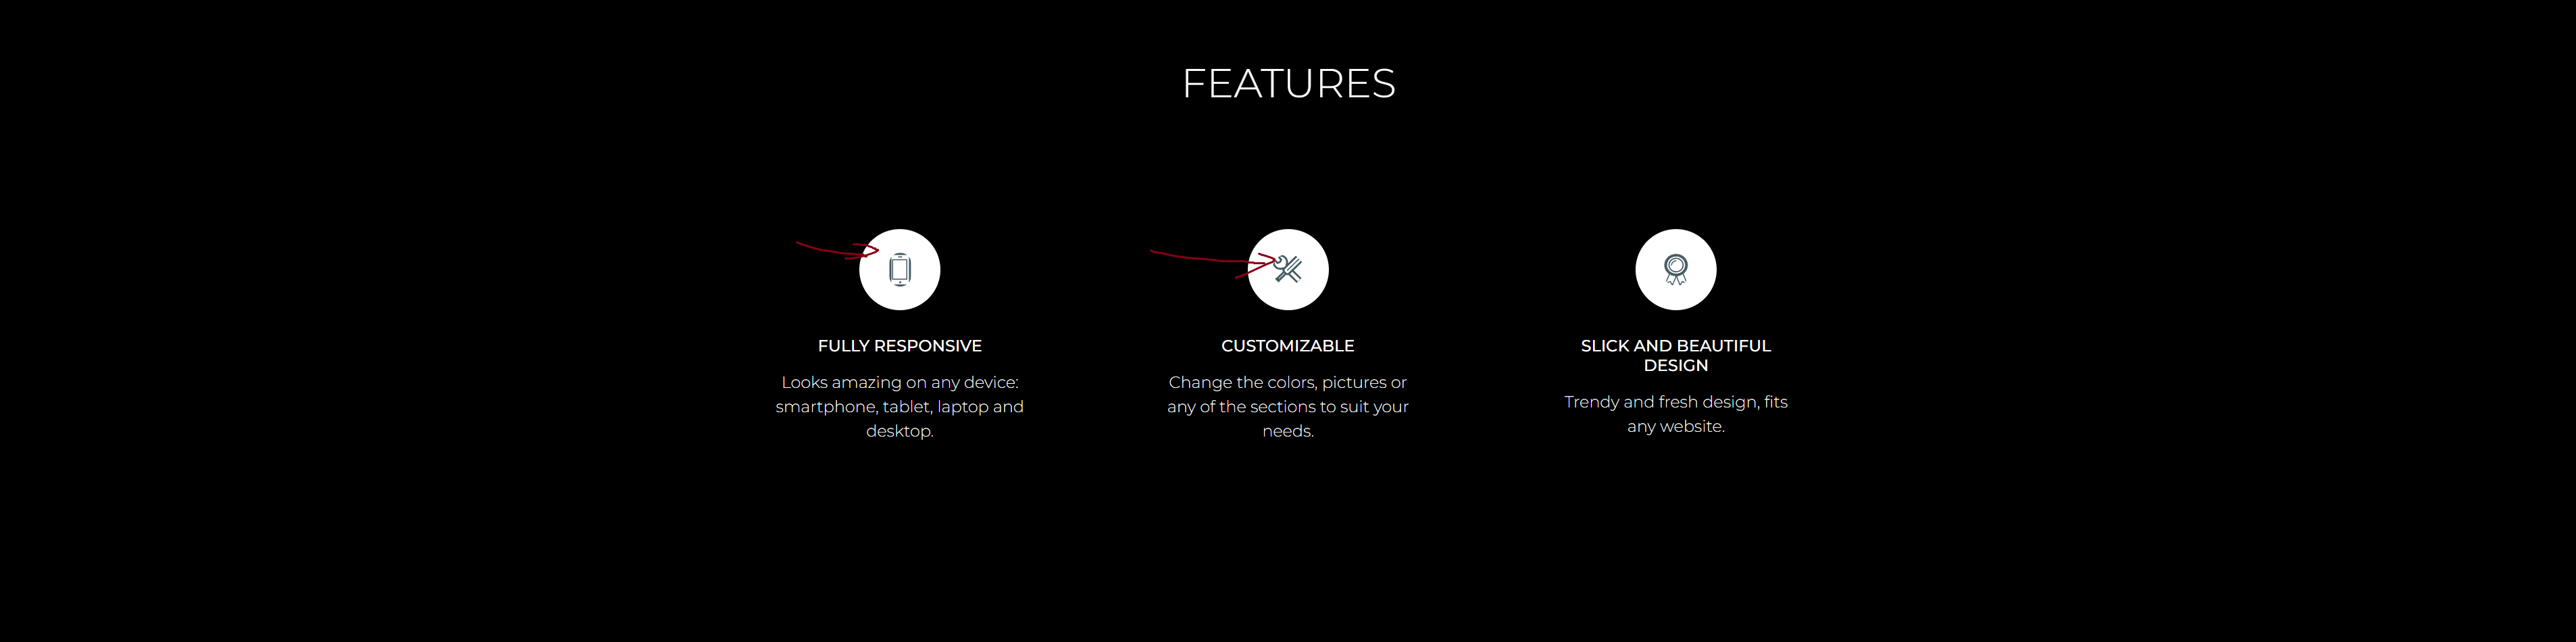 FEATURES
FULLY RESPONSIVE
Looks amazing on any device:
smartphone, tablet, laptop and
desktop.
CUSTOMIZABLE
Change the colors, pictures or
any of the sections to suit your
needs.
SLICK AND BEAUTIFUL
DESIGN
Trendy and fresh design, fits
any website.